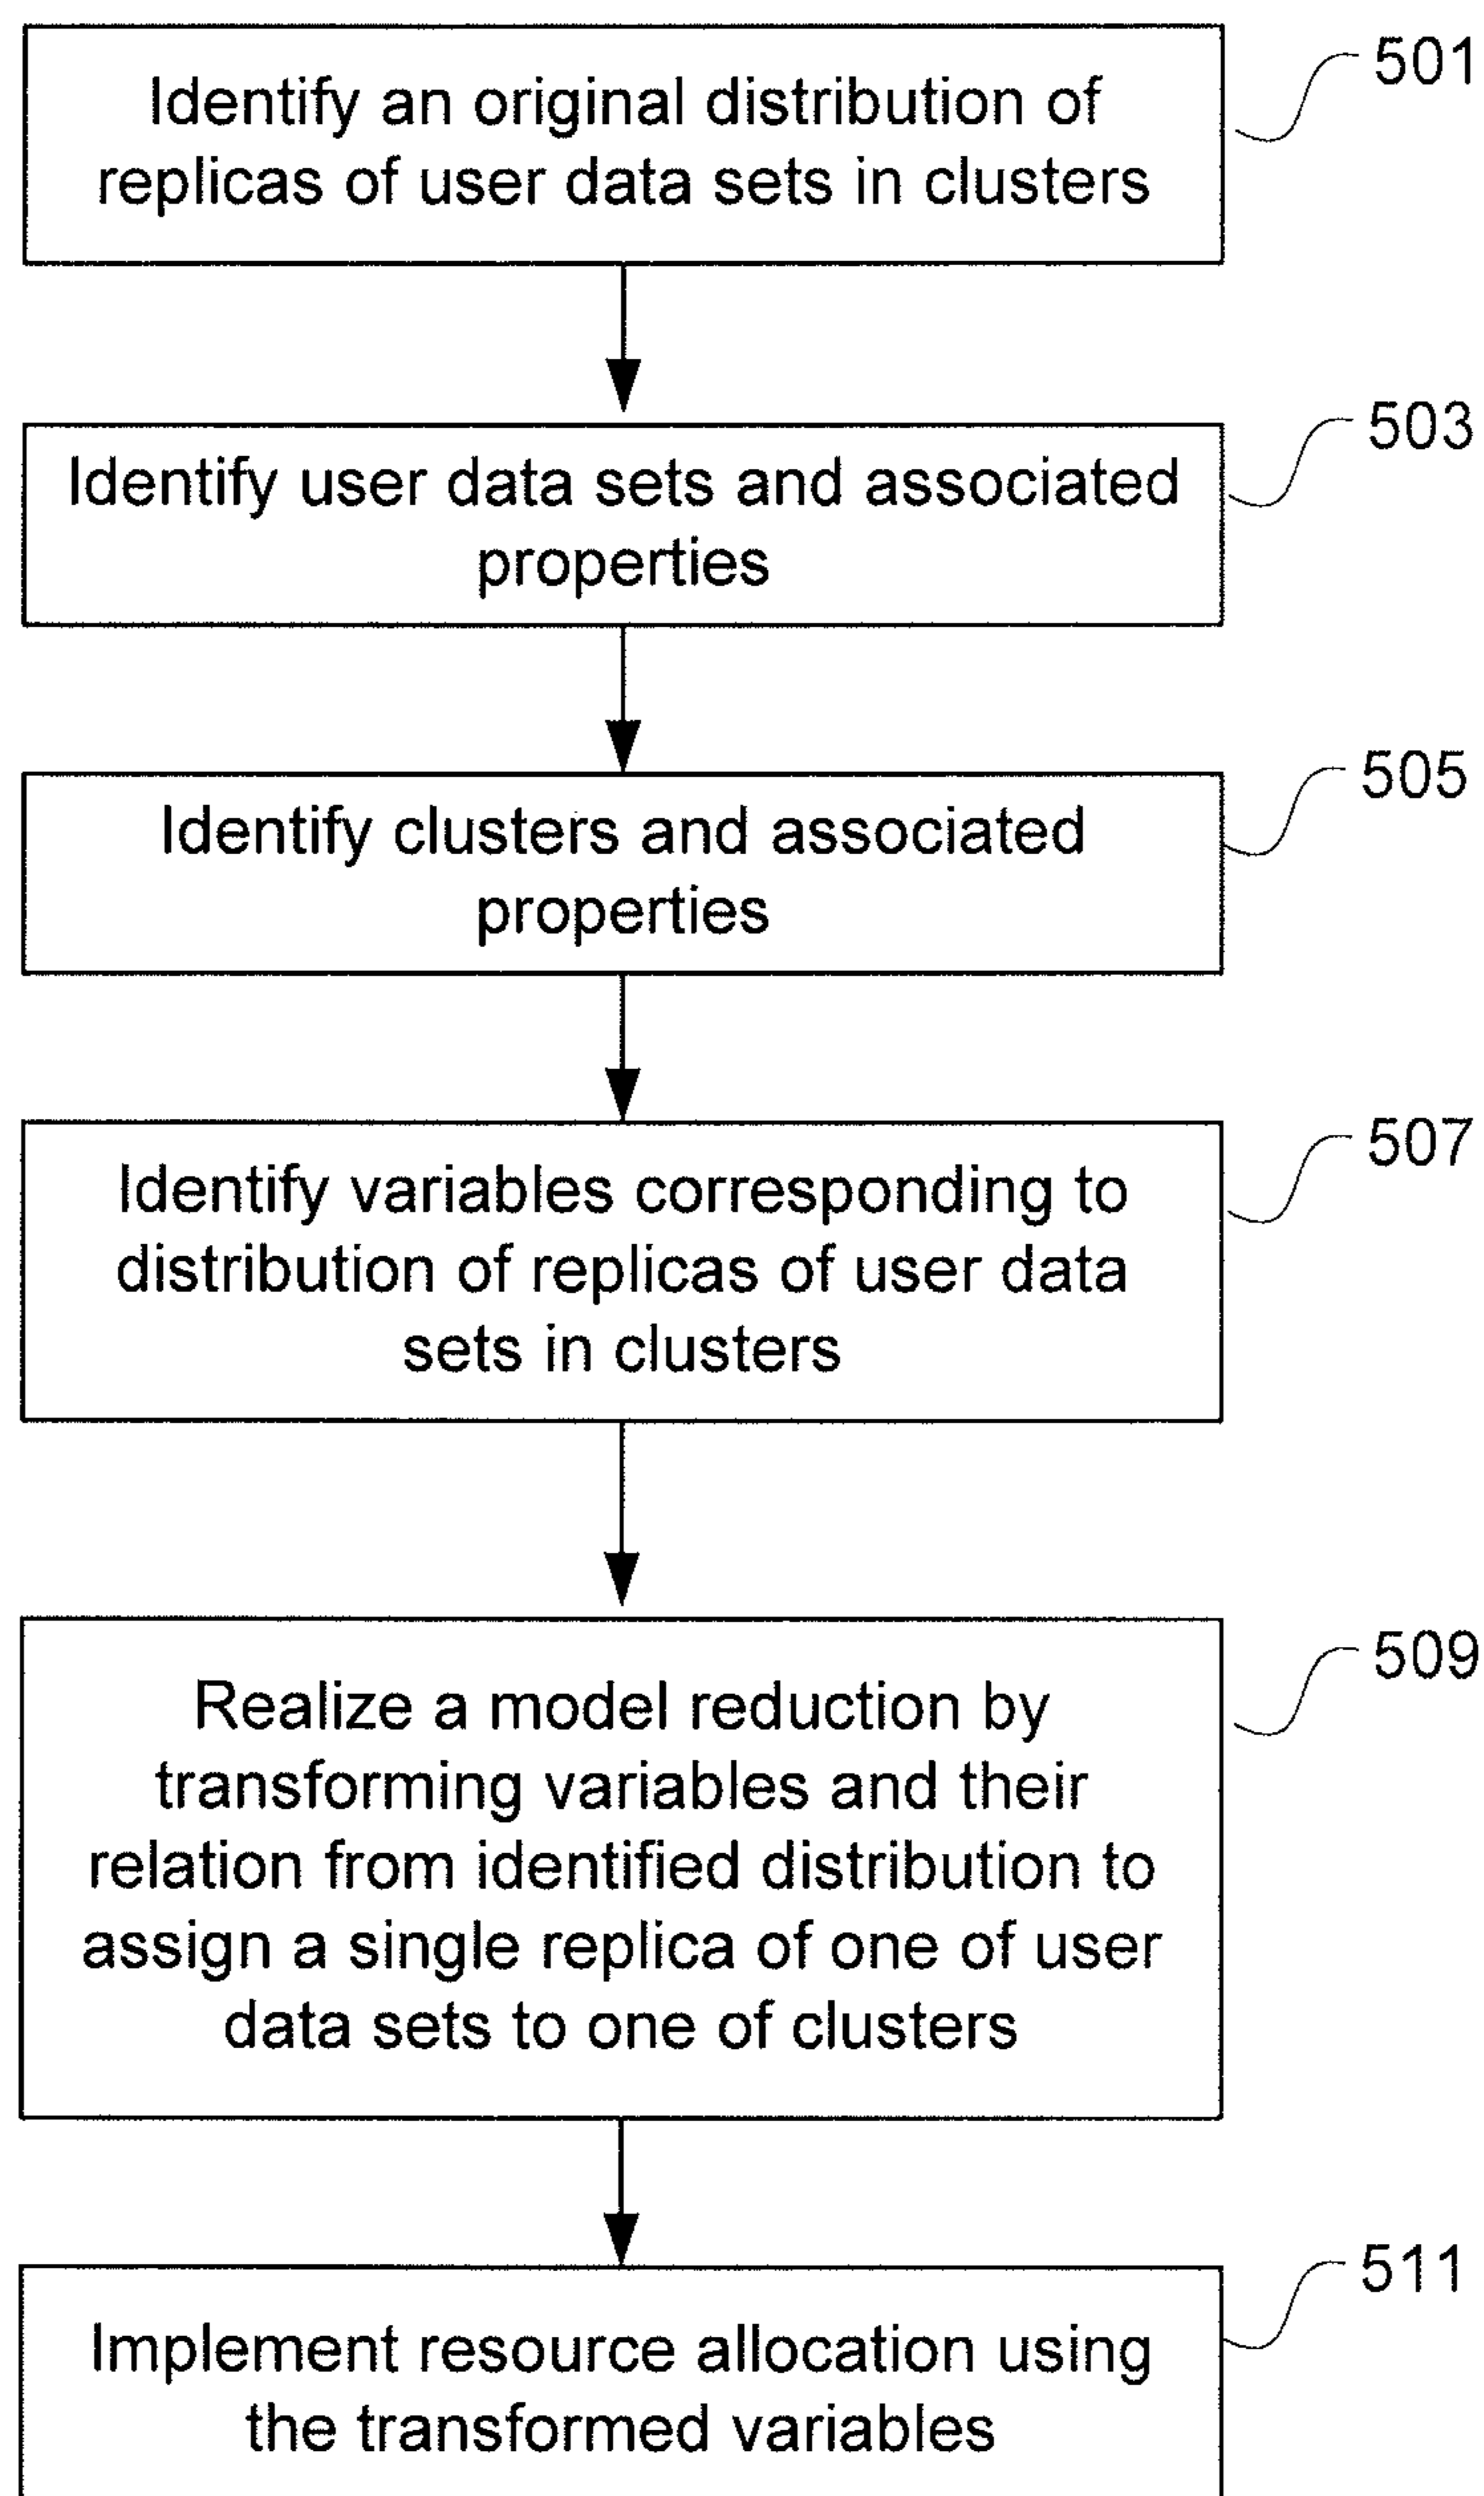 501
Identify an original distribution of
replicas of user data sets in clusters
503
Identify user data sets and associated
properties
505
Identify clusters and associated
properties
507
Identify variables corresponding to
distribution of replicas of user data
sets in clusters
509
Realize a model reduction by
transforming variables and their
relation from identified distribution to
assign a single replica of one of user
data sets to one of clusters
511
Implement resource allocation using
the transformed variables